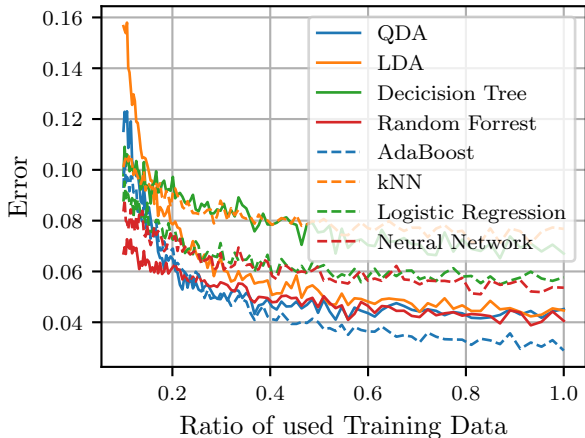 0.16
0.14
0.12
0.10
0.08
0.06
0.04
Error
QDA
LDA
Decicision Tree
Random Forrest
AdaBoost
kNN
Logistic Regression
Neural Network
0.2
0.4
0.6
0.8
1.0
Ratio of used Training Data